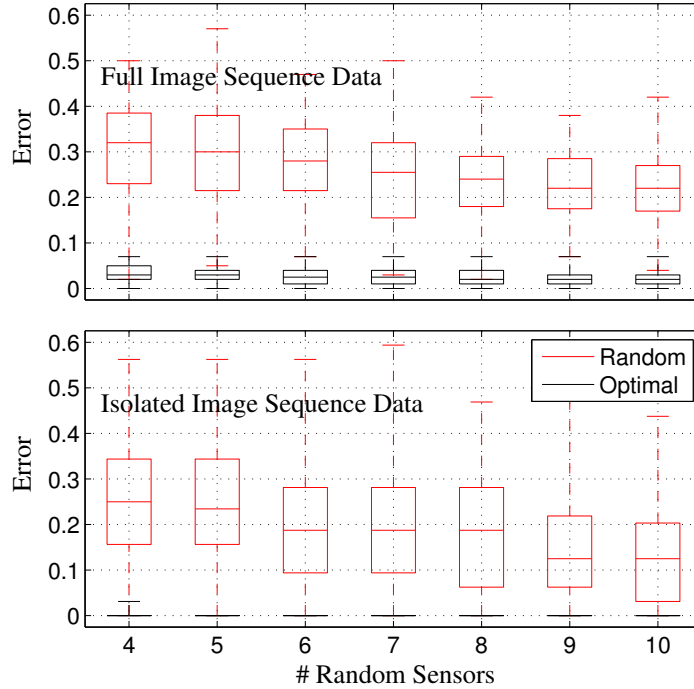 0.6
0.5
Full Image Sequence Data
0.4
Error
0.3
0.2
0.1
0
0.6
Random
0.5
Optimal
Isolated Image Sequence Data
0.4
Error
0.3
0.2
0.1
0
4 5 6 7 8 9 10
# Random Sensors